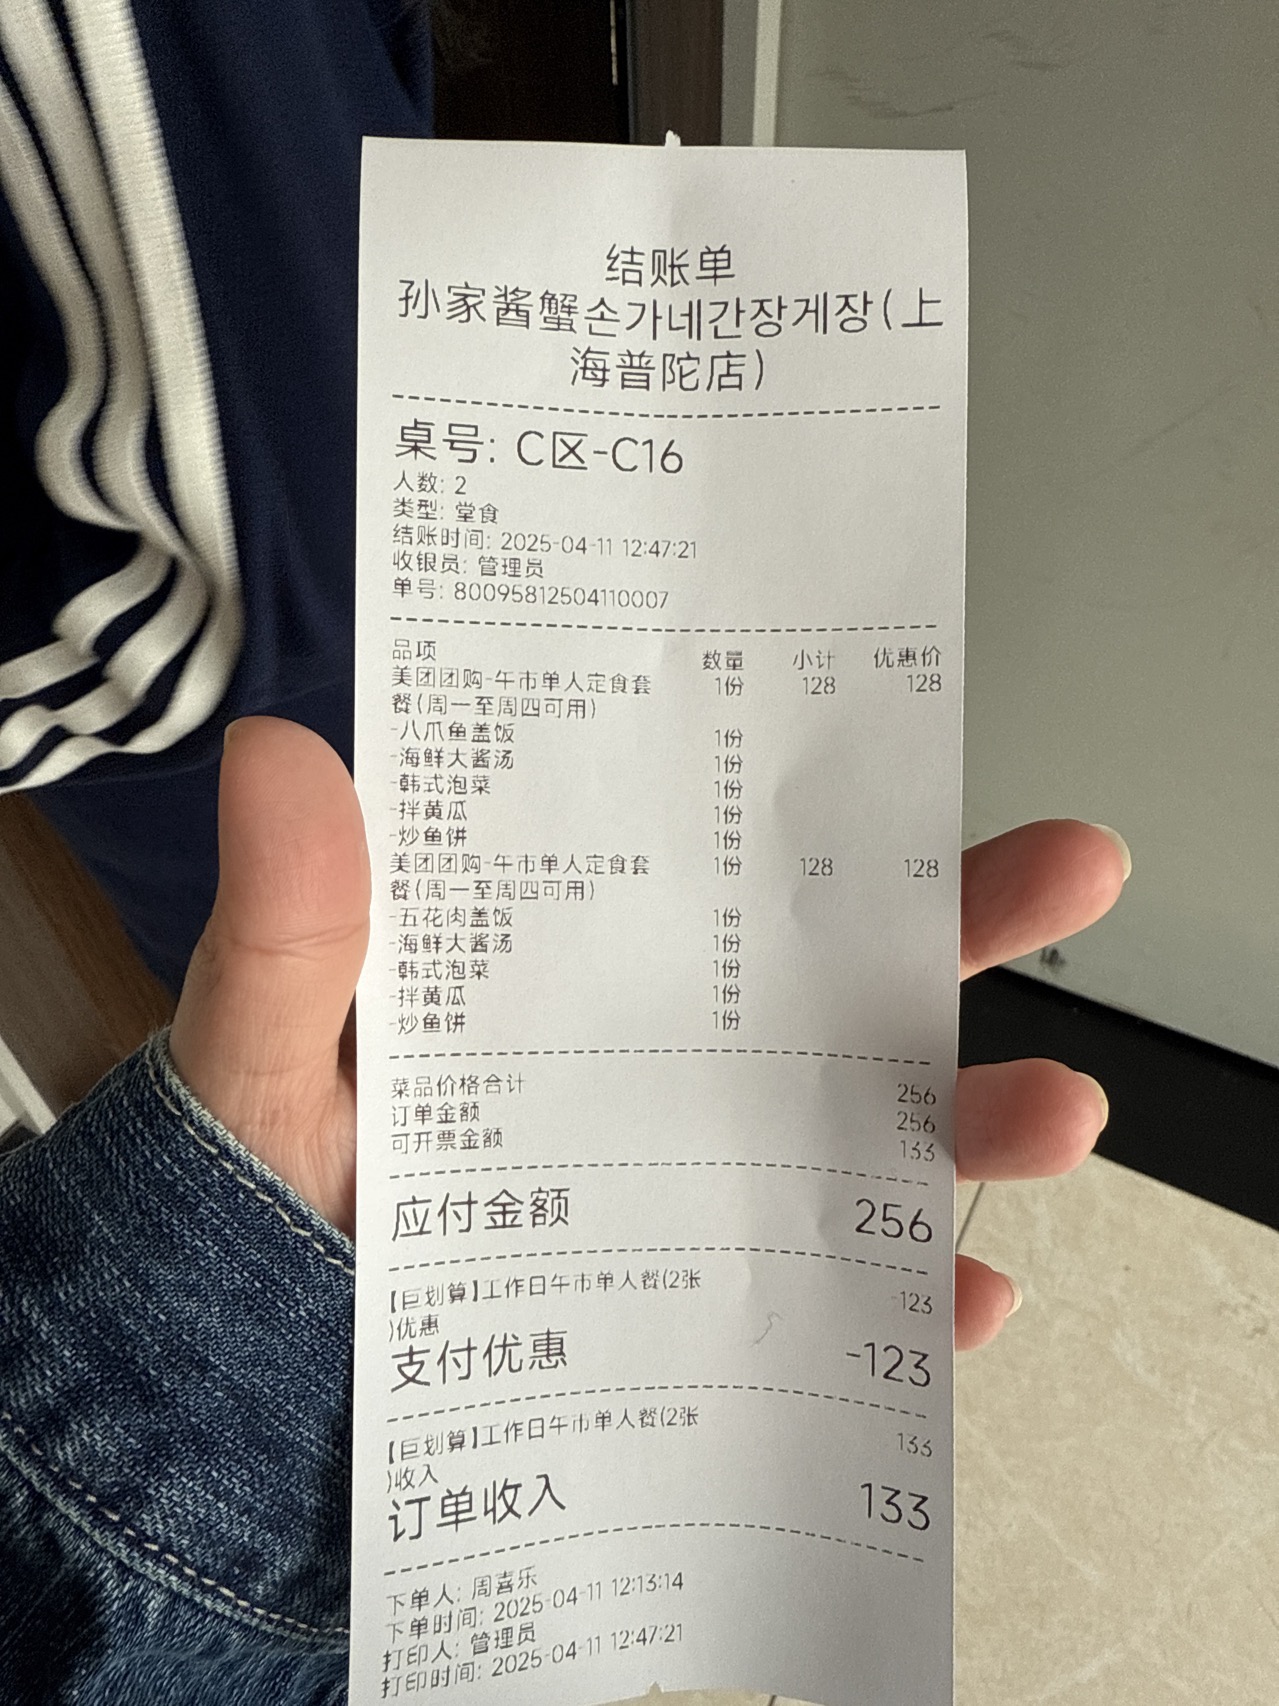 结账单
孙家酱蟹손가네간장게장(上
海普陀店)
桌号: C区-C16
人数: 2
类型: 堂食
结账时间: 2025-04-11 12:47:21
收银员: 管理员
单号: 80095812504110007
品项 数量 小计 优惠价
美团团购-午市单人定食套 1份 128 128
餐(周一至周四可用)
-八爪鱼盖饭 1份
-海鲜大酱汤 1份
-韩式泡菜 1份
-拌黄瓜 1份
-炒鱼饼 1份
美团团购-午市单人定食套 1份 128 128
餐(周一至周四可用)
-五花肉盖饭 1份
-海鲜大酱汤 1份
-韩式泡菜 1份
-拌黄瓜 1份
-炒鱼饼 1份
菜品价格合计 256
订单金额 256
可开票金额 133
应付金额 256
【巨划算】工作日午市单人餐(2张 -123
)优惠
支付优惠 -123
【巨划算】工作日午市单人餐(2张 133
)收入
订单收入 133
下单人: 周喜乐
下单时间: 2025-04-11 12:13:14
打印人: 管理员
打印时间: 2025-04-11 12:47:21